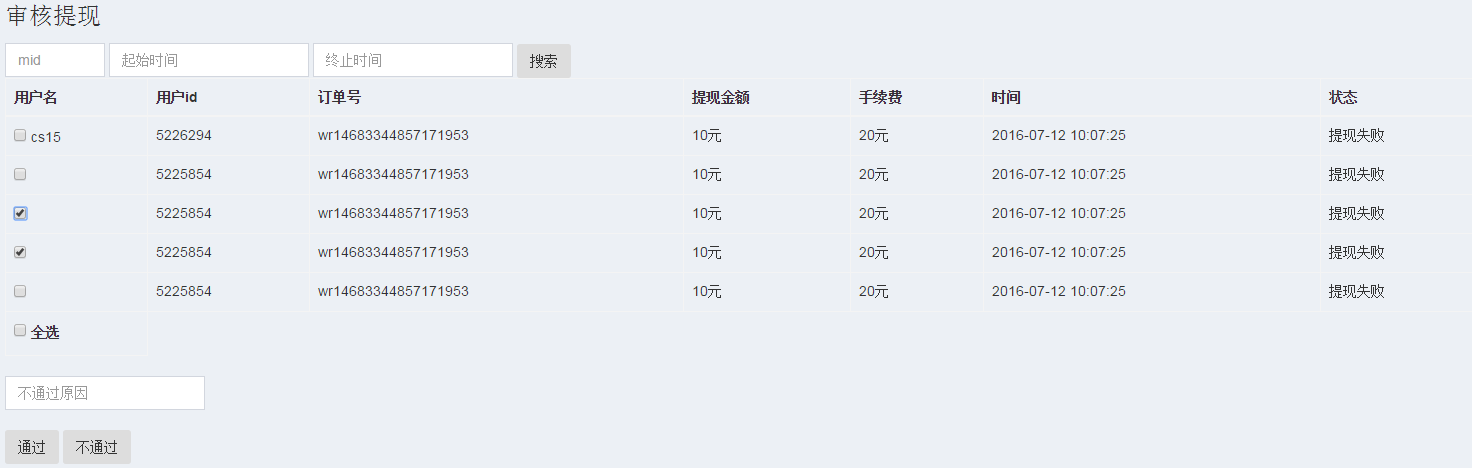 审核提现
mid 起始时间 终止时间 搜索
用户名 用户id 订单号 提现金额 手续费 时间 状态
cs15 5226294 wr14683344857171953 10元 20元 2016-07-12 10:07:25 提现失败
5225854 wr14683344857171953 10元 20元 2016-07-12 10:07:25 提现失败
5225854 wr14683344857171953 10元 20元 2016-07-12 10:07:25 提现失败
5225854 wr14683344857171953 10元 20元 2016-07-12 10:07:25 提现失败
5225854 wr14683344857171953 10元 20元 2016-07-12 10:07:25 提现失败
全选
不通过原因
通过 不通过